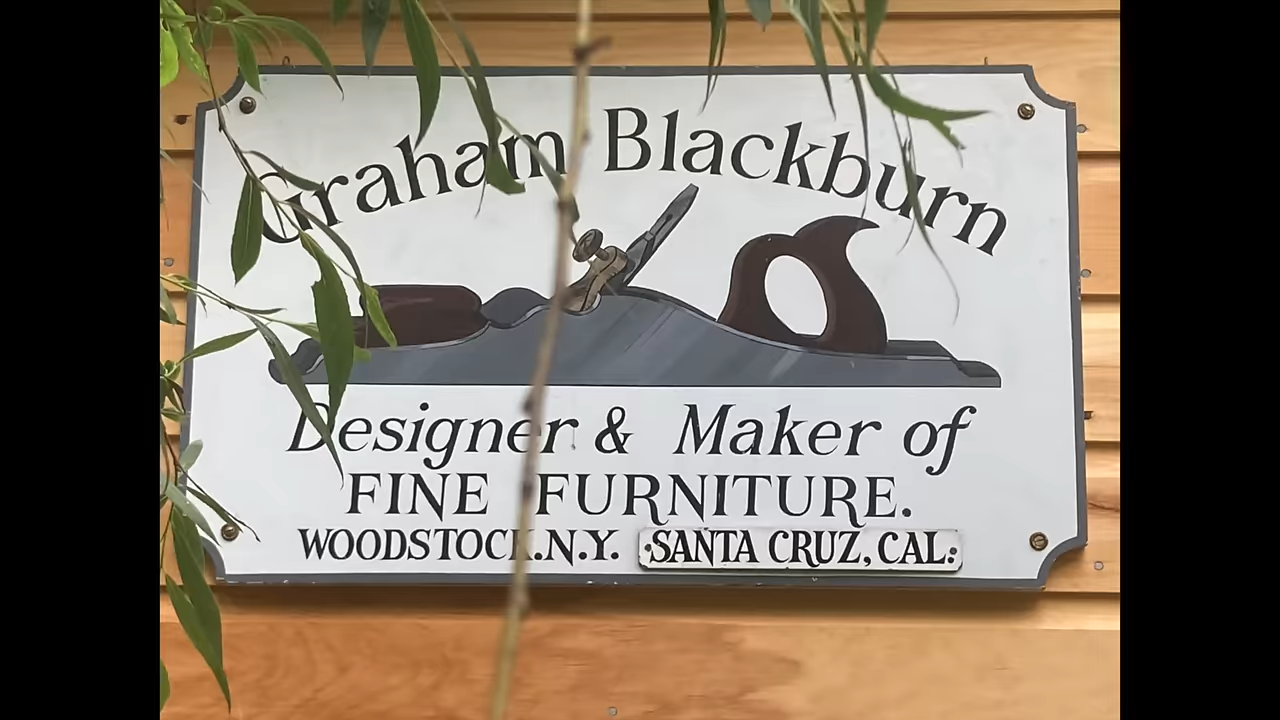 Graham Blackburn
Designer & Maker of
FINE FURNITURE.
WOODSTOCK.N.Y. SANTA CRUZ, CAL.